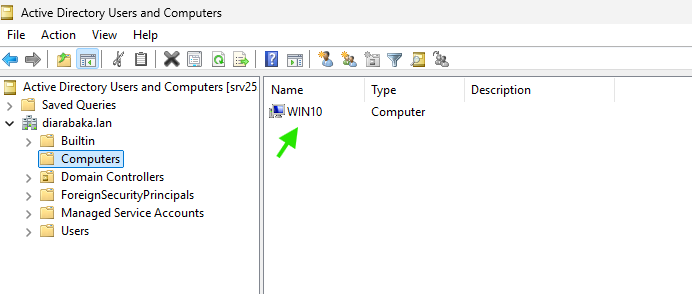 Active Directory Users and Computers
File Action View Help
Active Directory Users and Computers [srv25
Saved Queries
diarabaka.lan
Builtin
Computers
Domain Controllers
ForeignSecurityPrincipals
Managed Service Accounts
Users
Name Type Description
WIN10 Computer